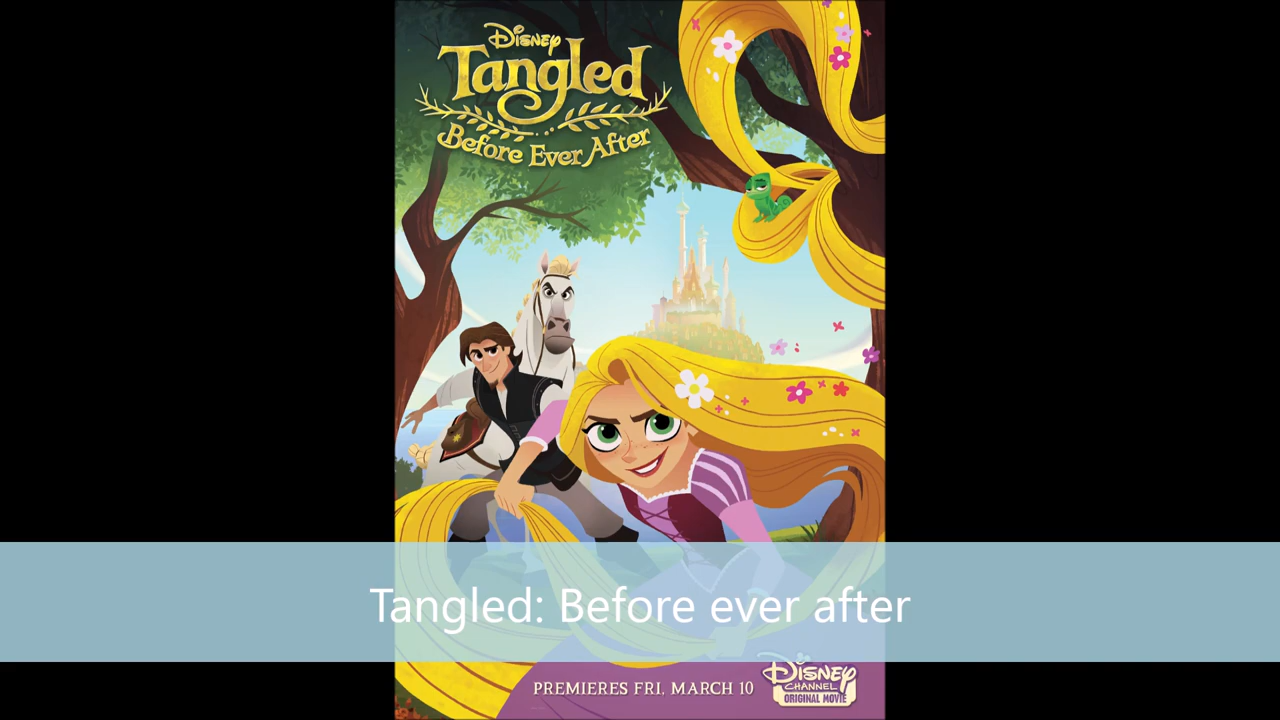 Disney
Tangled
Before Ever After
Tangled: Before ever after
PREMIERES FRI, MARCH 10
Disney
CHANNEL
ORIGINAL MOVIE